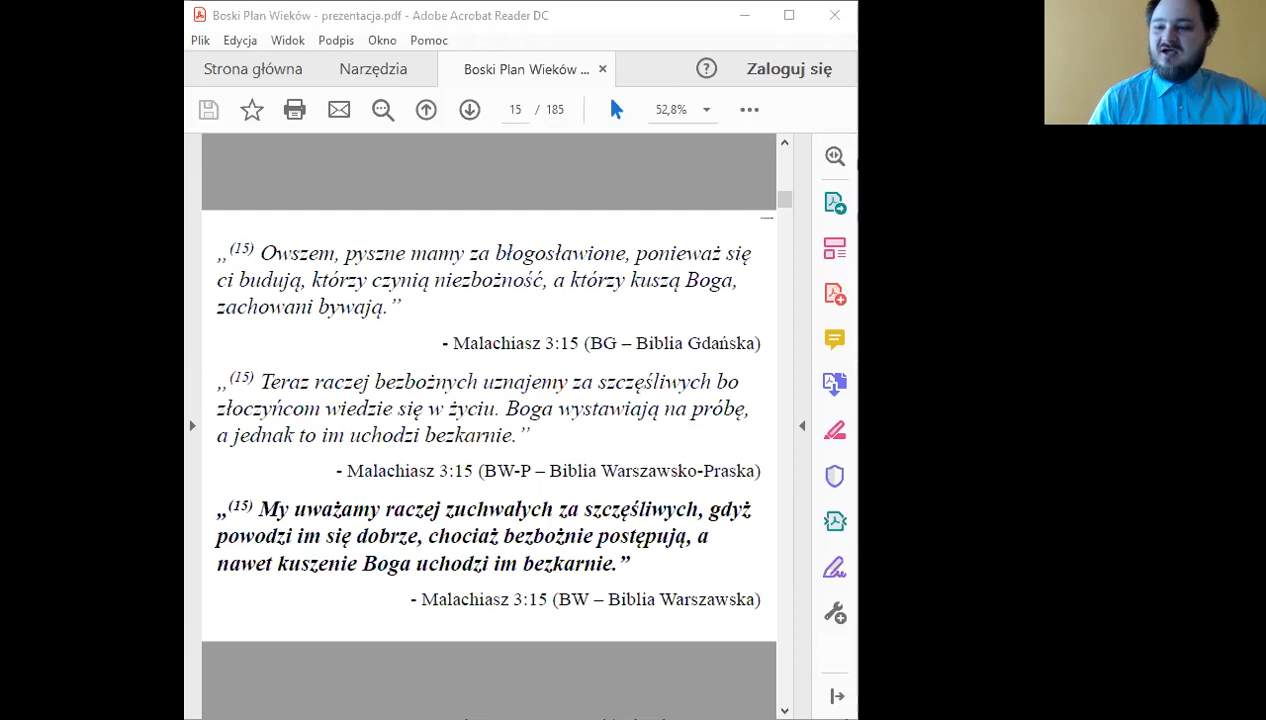 Boski Plan Wieków - prezentacja.pdf - Adobe Acrobat Reader DC
Plik Edycja Widok Podpis Okno Pomoc
Strona główna Narzędzia Boski Plan Wieków ... × ? Zaloguj się
15 / 185 52,8%
„(15) Owszem, pyszne mamy za błogosławione, ponieważ się
ci budują, którzy czynią niezbożność, a którzy kuszą Boga,
zachowani bywają.”
- Malachiasz 3:15 (BG – Biblia Gdańska)
„(15) Teraz raczej bezbożnych uznajemy za szczęśliwych bo
złoczyńcom wiedzie się w życiu. Boga wystawiają na próbę,
a jednak to im uchodzi bezkarnie.”
- Malachiasz 3:15 (BW-P – Biblia Warszawsko-Praska)
„(15) My uważamy raczej zuchwałych za szczęśliwych, gdyż
powodzi im się dobrze, chociaż bezbożnie postępują, a
nawet kuszenie Boga uchodzi im bezkarnie.”
- Malachiasz 3:15 (BW – Biblia Warszawska)